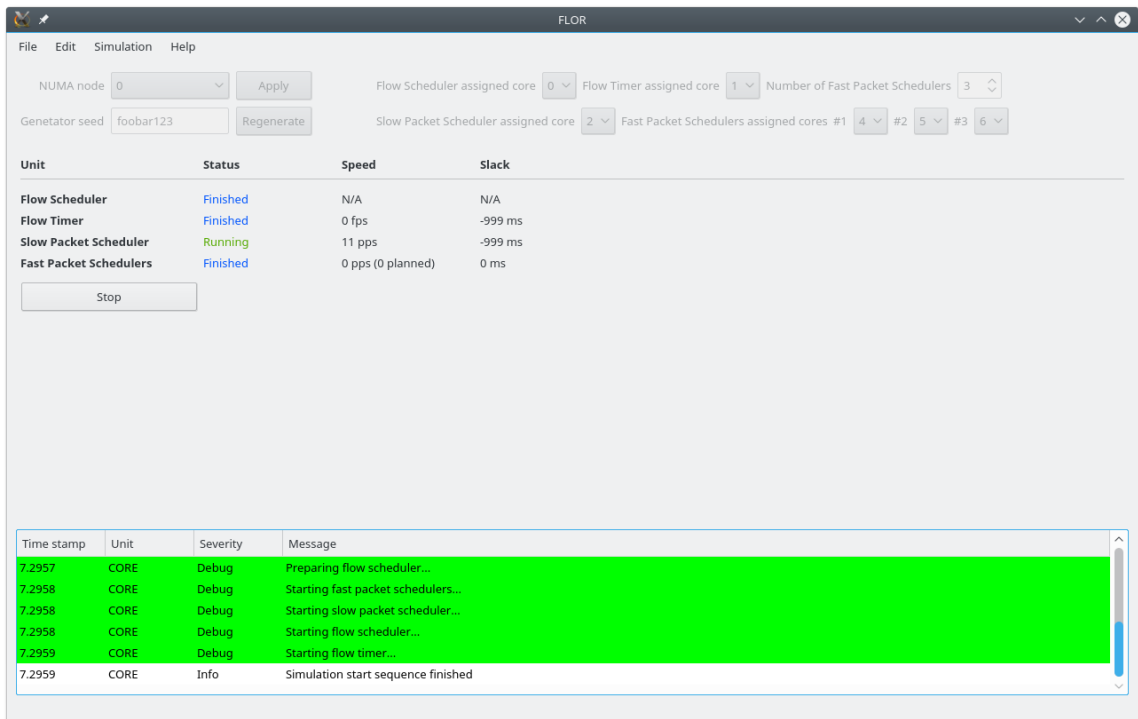 FLOR
File Edit Simulation Help
NUMA node 0 Apply Flow Scheduler assigned core 0 Flow Timer assigned core 1 Number of Fast Packet Schedulers 3
Genetator seed foobar123 Regenerate Slow Packet Scheduler assigned core 2 Fast Packet Schedulers assigned cores #1 4 #2 5 #3 6
Unit Status Speed Slack
Flow Scheduler Finished N/A N/A
Flow Timer Finished 0 fps -999 ms
Slow Packet Scheduler Running 11 pps -999 ms
Fast Packet Schedulers Finished 0 pps (0 planned) 0 ms
Stop
Time stamp Unit Severity Message
7.2957 CORE Debug Preparing flow scheduler...
7.2958 CORE Debug Starting fast packet schedulers...
7.2958 CORE Debug Starting slow packet scheduler...
7.2958 CORE Debug Starting flow scheduler...
7.2959 CORE Debug Starting flow timer...
7.2959 CORE Info Simulation start sequence finished